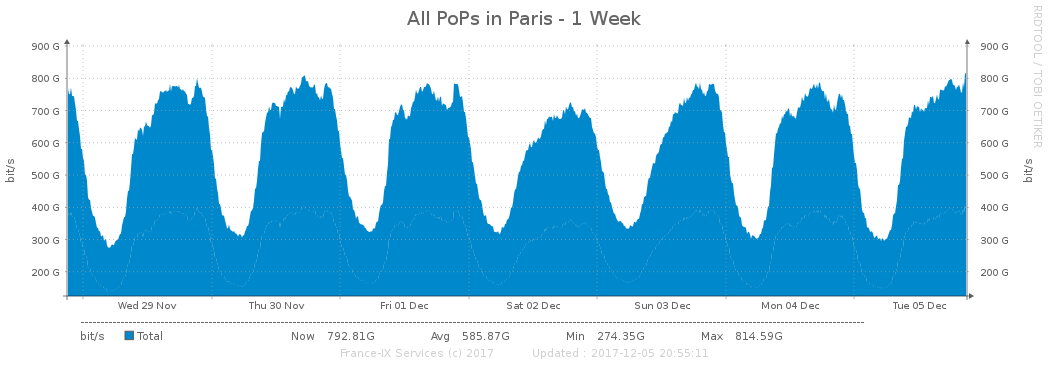 All PoPs in Paris - 1 Week
RRDTOOL / TOBI OETIKER
900 G 900 G
800 G 800 G
700 G 700 G
600 G 600 G
500 G 500 G
400 G 400 G
300 G 300 G
200 G 200 G
bit/s
bit/s
Wed 29 Nov Thu 30 Nov Fri 01 Dec Sat 02 Dec Sun 03 Dec Mon 04 Dec Tue 05 Dec
bit/s Total Now 792.81G Avg 585.87G Min 274.35G Max 814.59G
France-IX Services (c) 2017 Updated : 2017-12-05 20:55:11